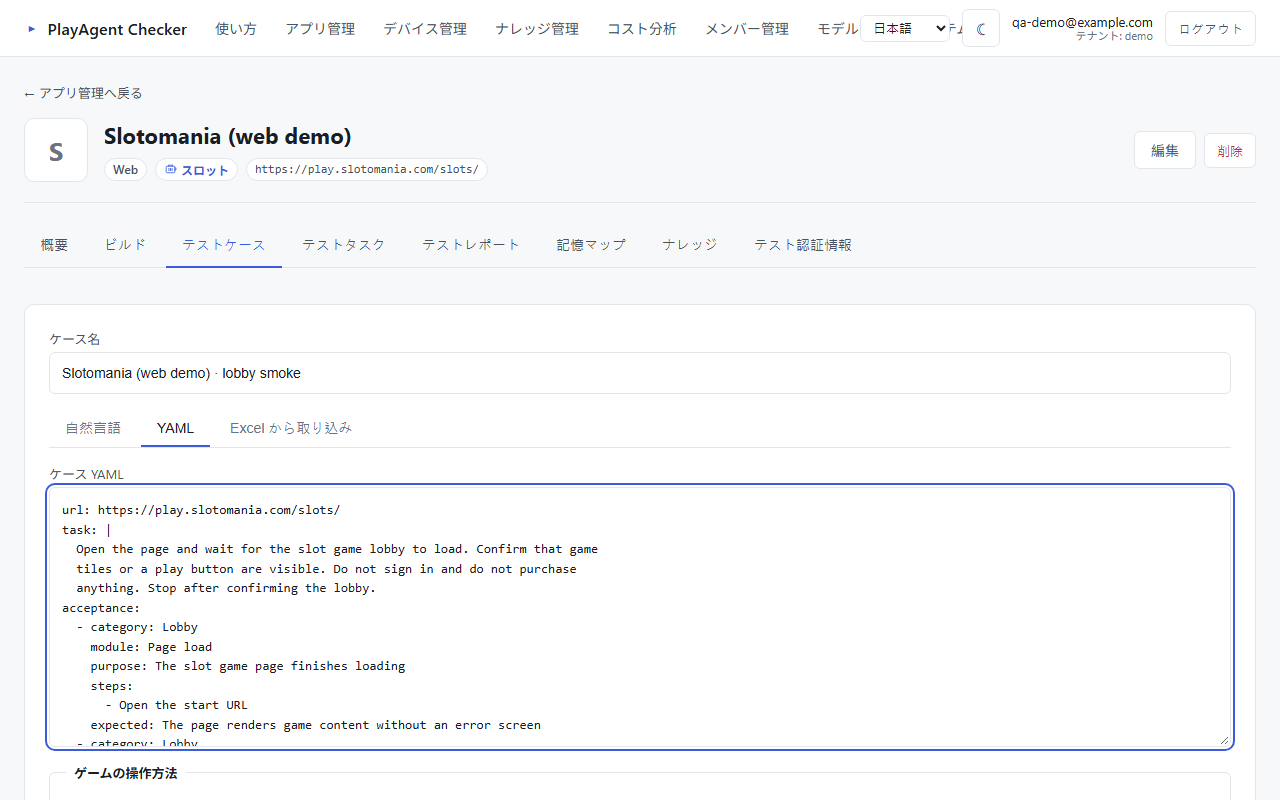 PlayAgent Checker
使い方
アプリ管理
デバイス管理
ナレッジ管理
コスト分析
メンバー管理
モデル
日本語
qa-demo@example.com
テナント: demo
ログアウト
← アプリ管理へ戻る
S
Slotomania (web demo)
Web
スロット
https://play.slotomania.com/slots/
編集
削除
概要
ビルド
テストケース
テストタスク
テストレポート
記憶マップ
ナレッジ
テスト認証情報
ケース名
Slotomania (web demo) · lobby smoke
自然言語
YAML
Excel から取り込み
ケース YAML
url: https://play.slotomania.com/slots/
task: |
Open the page and wait for the slot game lobby to load. Confirm that game
tiles or a play button are visible. Do not sign in and do not purchase
anything. Stop after confirming the lobby.
acceptance:
- category: Lobby
module: Page load
purpose: The slot game page finishes loading
steps:
- Open the start URL
expected: The page renders game content without an error screen
- category: Lobby
ゲームの操作方法